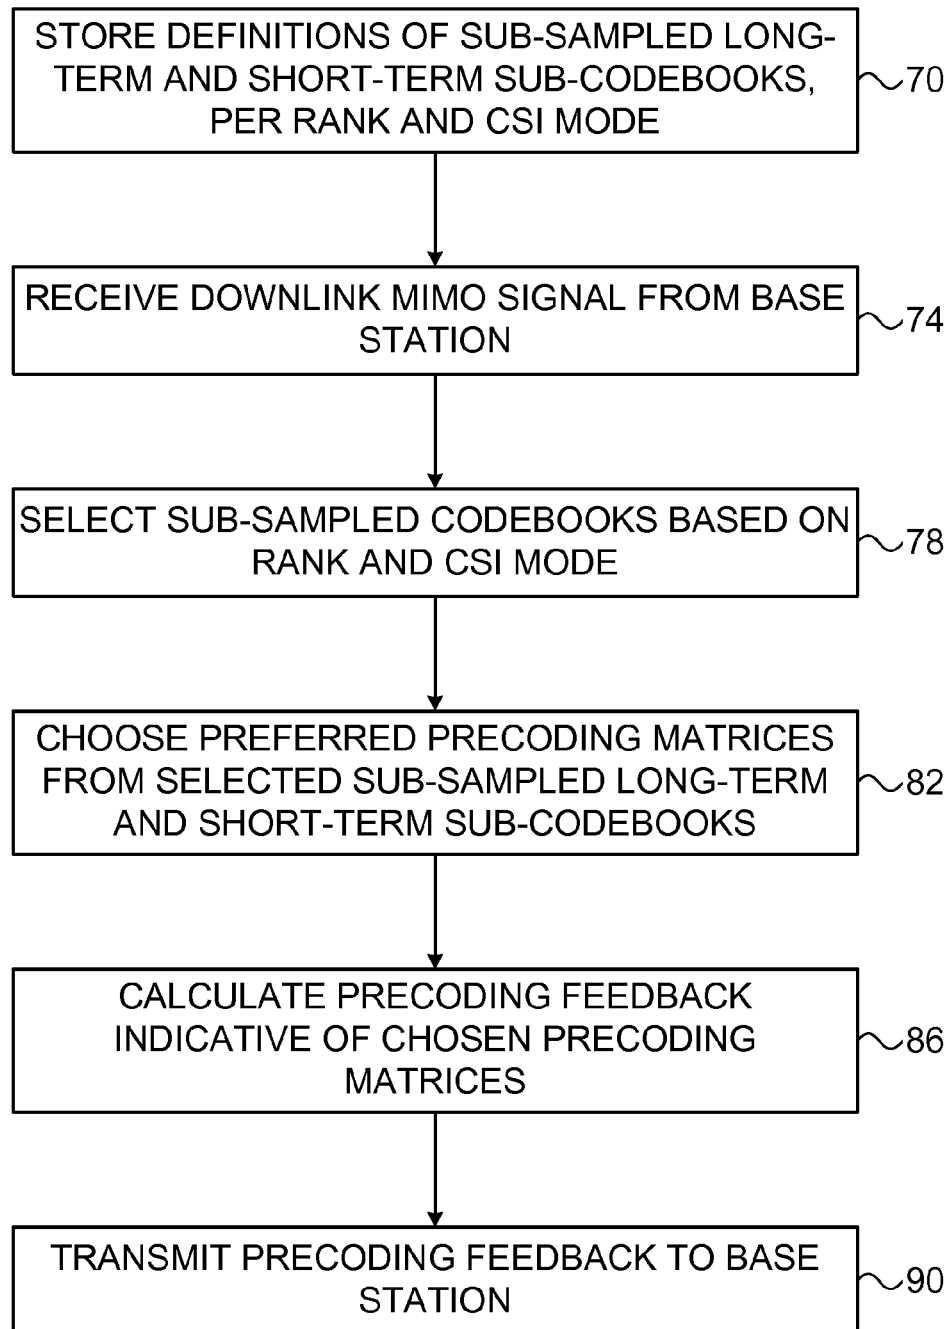 STORE DEFINITIONS OF SUB-SAMPLED LONG-
TERM AND SHORT-TERM SUB-CODEBOOKS,
PER RANK AND CSI MODE
70
RECEIVE DOWNLINK MIMO SIGNAL FROM BASE
STATION
74
SELECT SUB-SAMPLED CODEBOOKS BASED ON
RANK AND CSI MODE
78
CHOOSE PREFERRED PRECODING MATRICES
FROM SELECTED SUB-SAMPLED LONG-TERM
AND SHORT-TERM SUB-CODEBOOKS
82
CALCULATE PRECODING FEEDBACK
INDICATIVE OF CHOSEN PRECODING
MATRICES
86
TRANSMIT PRECODING FEEDBACK TO BASE
STATION
90